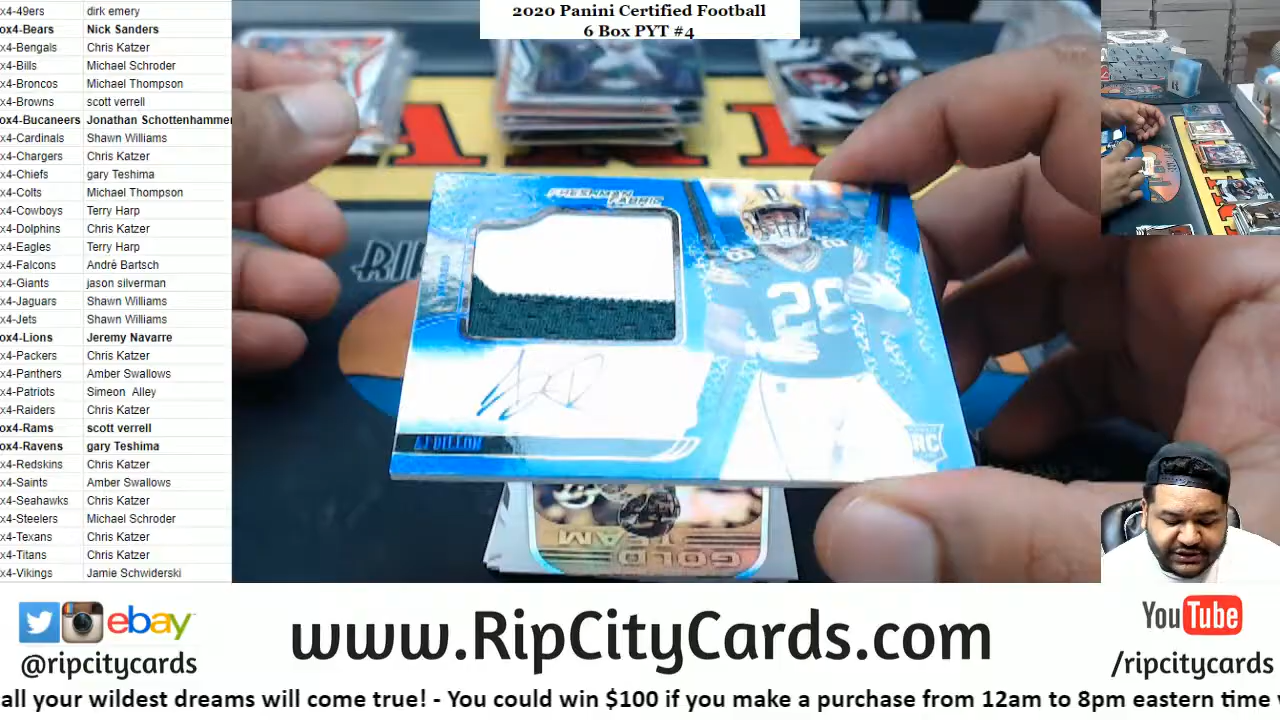 2020 Panini Certified Football
6 Box PYT #4
x4-49ers dirk emery
ox4-Bears Nick Sanders
x4-Bengals Chris Katzer
x4-Bills Michael Schroder
x4-Broncos Michael Thompson
x4-Browns scott verrell
ox4-Bucaneers Jonathan Schottenhammer
x4-Cardinals Shawn Williams
x4-Chargers Chris Katzer
x4-Chiefs gary Teshima
x4-Colts Michael Thompson
x4-Cowboys Terry Harp
x4-Dolphins Chris Katzer
x4-Eagles Terry Harp
x4-Falcons André Bartsch
x4-Giants jason silverman
x4-Jaguars Shawn Williams
x4-Jets Shawn Williams
ox4-Lions Jeremy Navarre
x4-Packers Chris Katzer
x4-Panthers Amber Swallows
x4-Patriots Simeon Alley
x4-Raiders Chris Katzer
ox4-Rams scott verrell
ox4-Ravens gary Teshima
x4-Redskins Chris Katzer
x4-Saints Amber Swallows
x4-Seahawks Chris Katzer
x4-Steelers Michael Schroder
x4-Texans Chris Katzer
x4-Titans Chris Katzer
x4-Vikings Jamie Schwiderski
FRESHMAN
FABRIC
28
28
AJ DILLON
RC
GOLD
TEAM
ebay
@ripcitycards
www.RipCityCards.com
YouTube
/ripcitycards
all your wildest dreams will come true! - You could win $100 if you make a purchase from 12am to 8pm eastern time